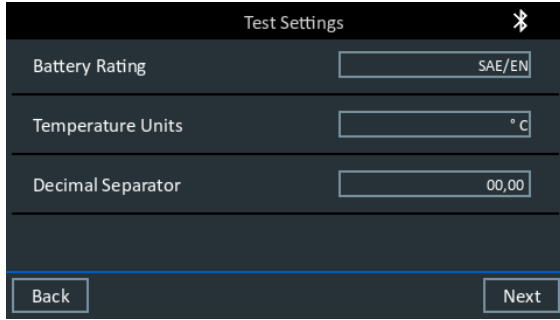 Test Settings
Battery Rating SAE/EN
Temperature Units ° C
Decimal Separator 00,00
Back Next